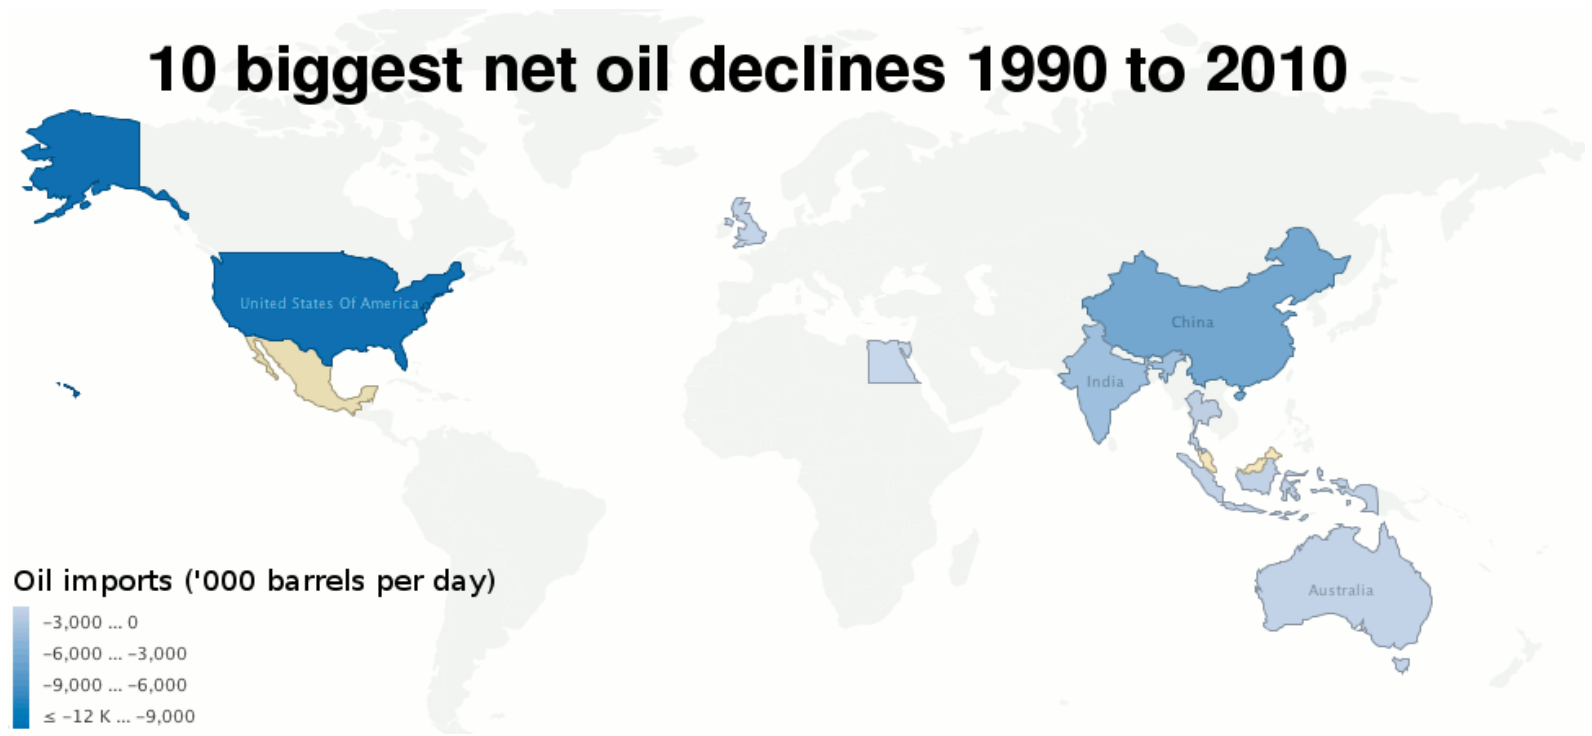 10 biggest net oil declines 1990 to 2010
United States Of America
China
India
Australia
Oil imports ('000 barrels per day)
−3,000 ... 0
−6,000 ... −3,000
−9,000 ... −6,000
≤ −12 K ... −9,000